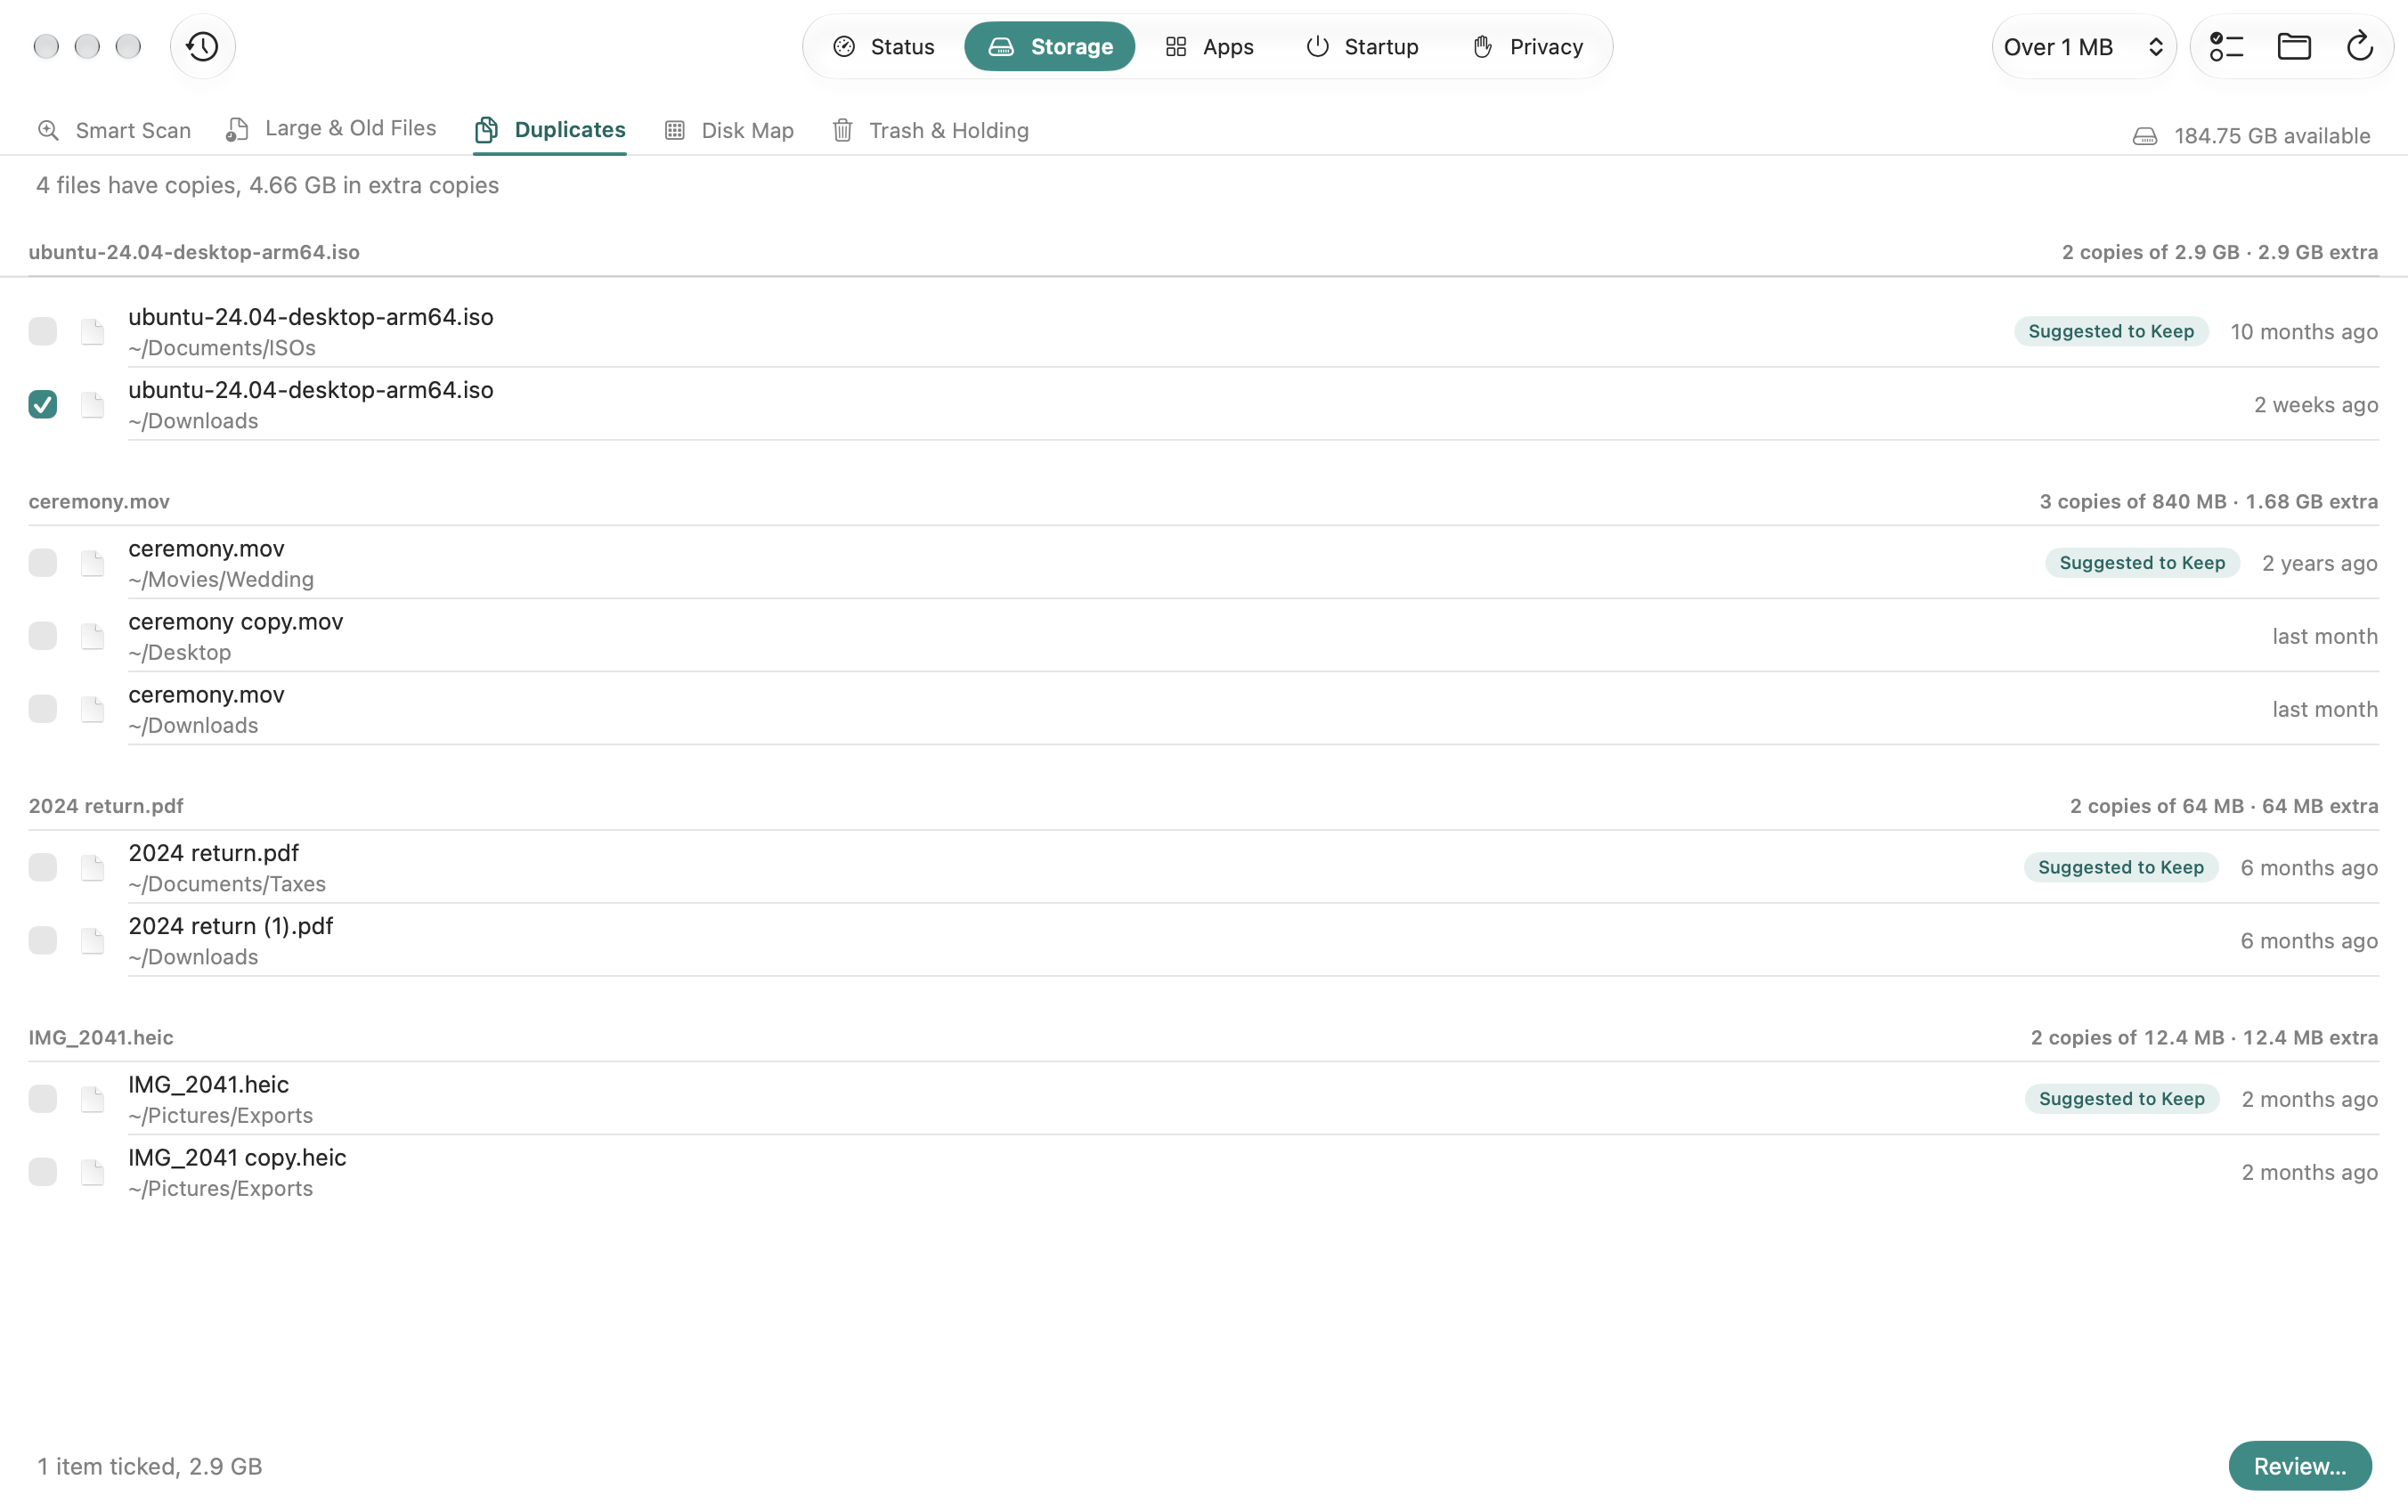 Status Storage Apps Startup Privacy Over 1 MB
Smart Scan Large & Old Files Duplicates Disk Map Trash & Holding 184.75 GB available
4 files have copies, 4.66 GB in extra copies
ubuntu-24.04-desktop-arm64.iso 2 copies of 2.9 GB · 2.9 GB extra
ubuntu-24.04-desktop-arm64.iso
~/Documents/ISOs
Suggested to Keep 10 months ago
ubuntu-24.04-desktop-arm64.iso
~/Downloads
2 weeks ago
ceremony.mov 3 copies of 840 MB · 1.68 GB extra
ceremony.mov
~/Movies/Wedding
Suggested to Keep 2 years ago
ceremony copy.mov
~/Desktop
last month
ceremony.mov
~/Downloads
last month
2024 return.pdf 2 copies of 64 MB · 64 MB extra
2024 return.pdf
~/Documents/Taxes
Suggested to Keep 6 months ago
2024 return (1).pdf
~/Downloads
6 months ago
IMG_2041.heic 2 copies of 12.4 MB · 12.4 MB extra
IMG_2041.heic
~/Pictures/Exports
Suggested to Keep 2 months ago
IMG_2041 copy.heic
~/Pictures/Exports
2 months ago
1 item ticked, 2.9 GB Review...